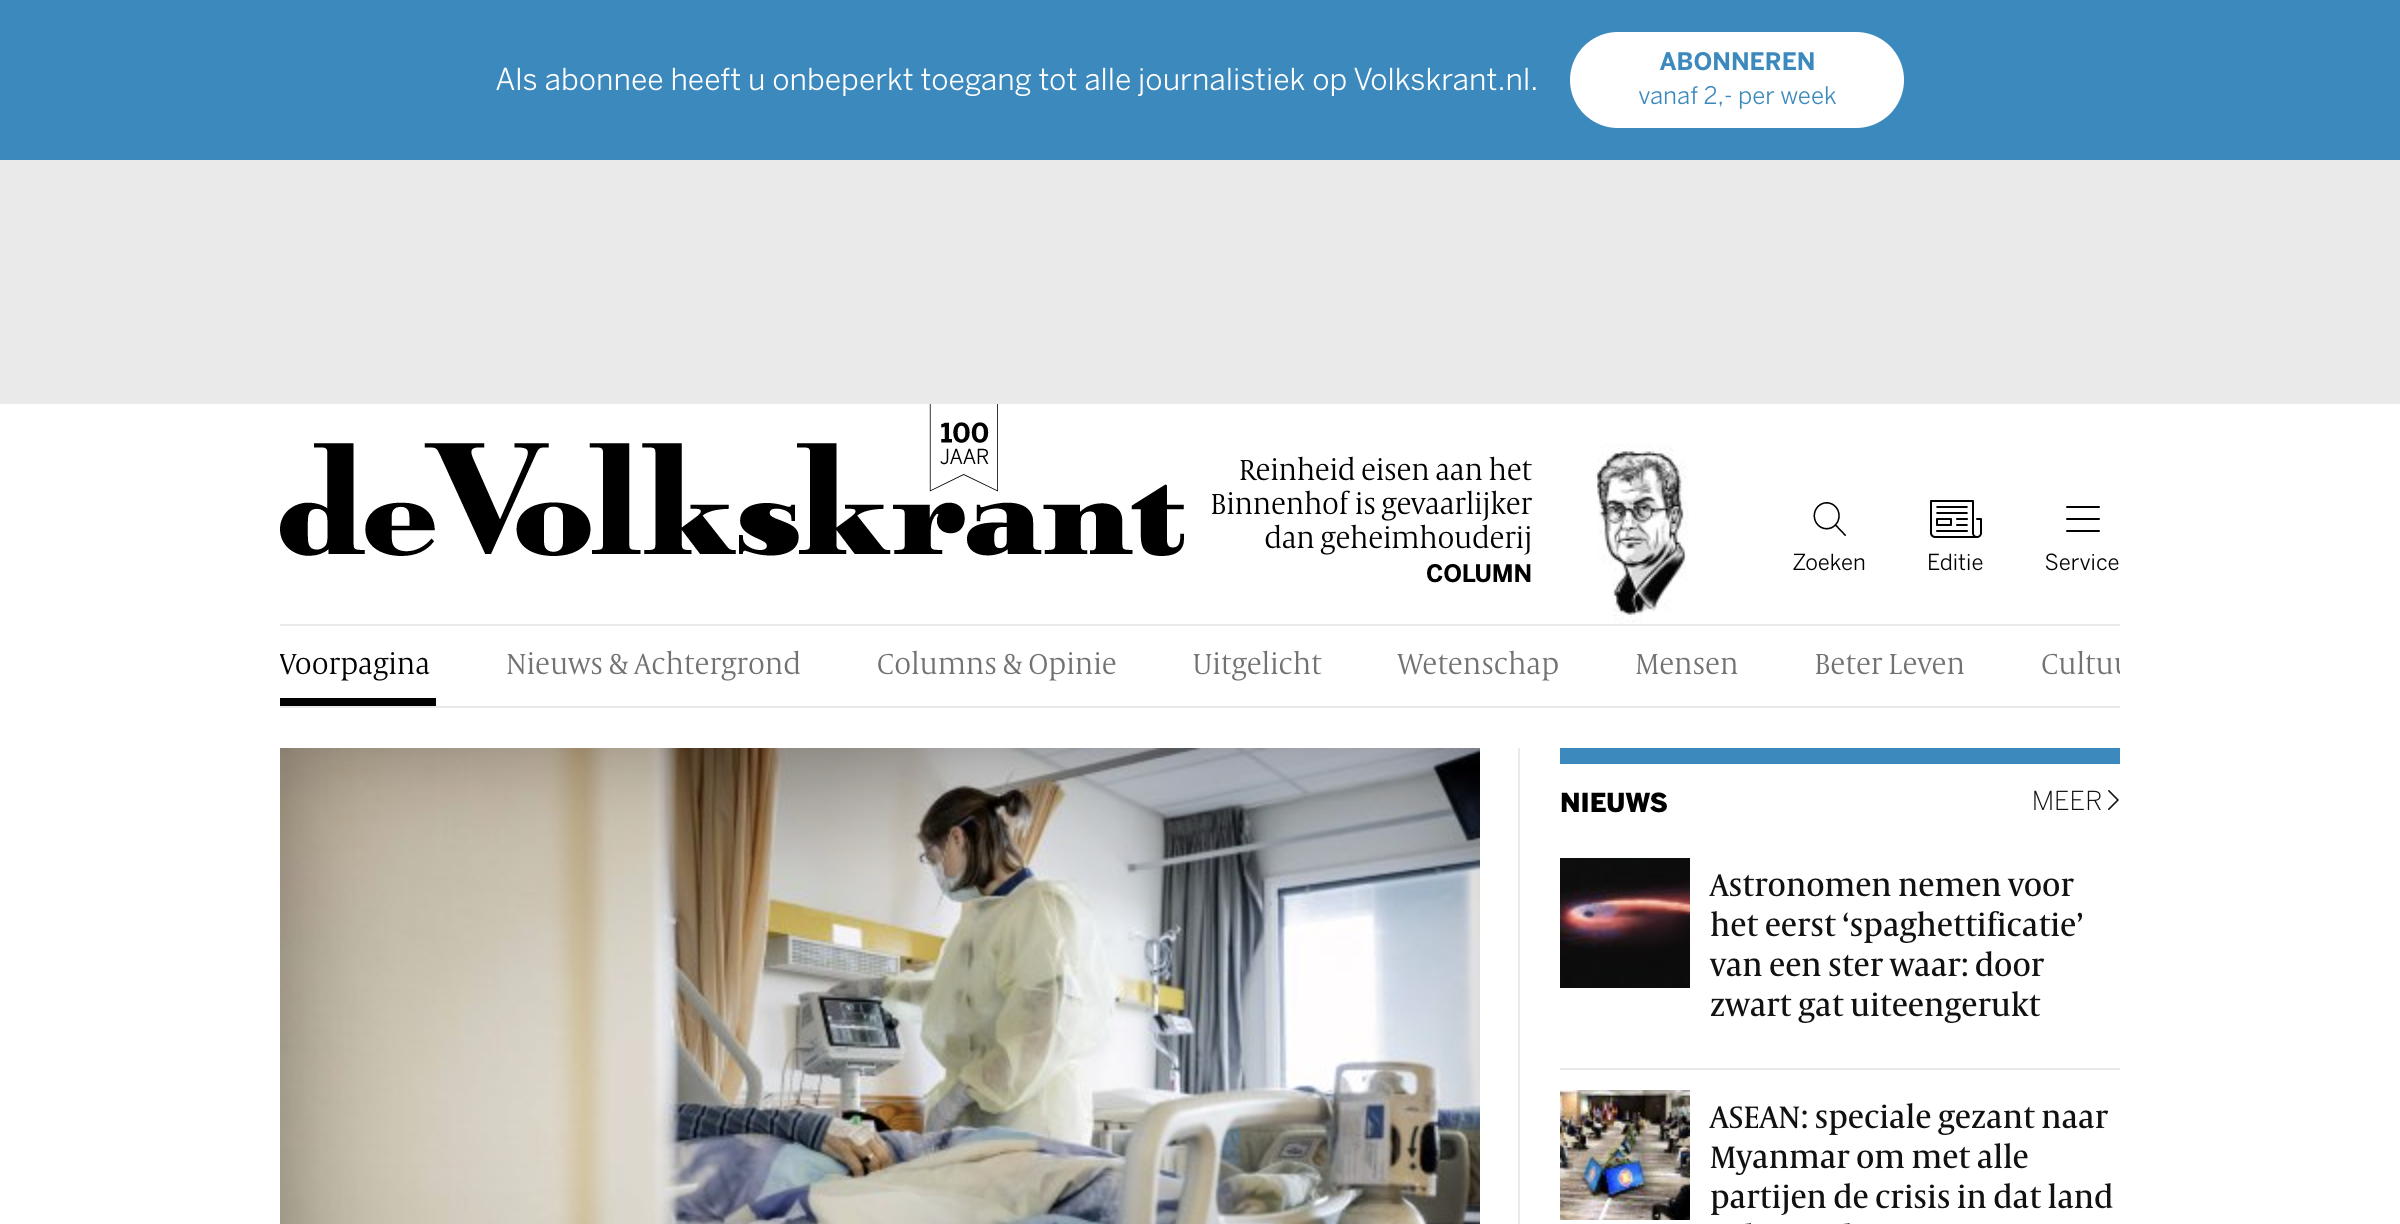 Als abonnee heeft u onbeperkt toegang tot alle journalistiek op Volkskrant.nl.
ABONNEREN
vanaf 2,- per week
de Volkskrant
100
JAAR
Reinheid eisen aan het
Binnenhof is gevaarlijker
dan geheimhouderij
COLUMN
Zoeken
Editie
Service
Voorpagina
Nieuws & Achtergrond
Columns & Opinie
Uitgelicht
Wetenschap
Mensen
Beter Leven
Cultuu
NIEUWS
MEER
Astronomen nemen voor
het eerst ‘spaghettificatie’
van een ster waar: door
zwart gat uiteengerukt
ASEAN: speciale gezant naar
Myanmar om met alle
partijen de crisis in dat land